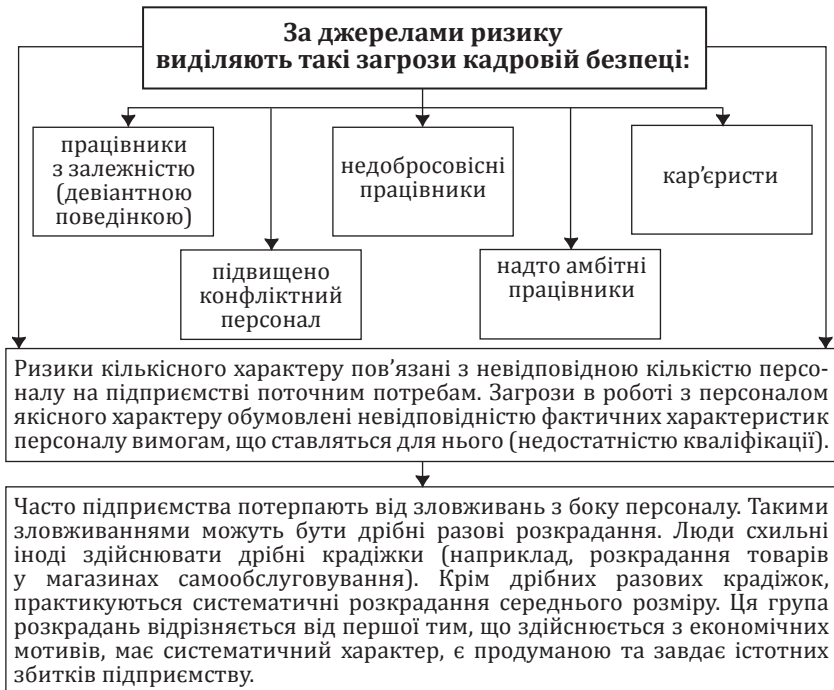 За джерелами ризику
виділяють такі загрози кадровій безпеці:
працівники
з залежністю
(девіантною
поведінкою)
недобросовісні
працівники
кар’єристи
підвищено
конфліктний
персонал
надто амбітні
працівники
Ризики кількісного характеру пов’язані з невідповідною кількістю персо-
налу на підприємстві поточним потребам. Загрози в роботі з персоналом
якісного характеру обумовлені невідповідністю фактичних характеристик
персоналу вимогам, що ставляться для нього (недостатністю кваліфікації).
Часто підприємства потерпають від зловживань з боку персоналу. Такими
зловживаннями можуть бути дрібні разові розкрадання. Люди схильні
іноді здійснювати дрібні крадіжки (наприклад, розкрадання товарів
у магазинах самообслуговування). Крім дрібних разових крадіжок,
практикуються систематичні розкрадання середнього розміру. Ця група
розкрадань відрізняється від першої тим, що здійснюється з економічних
мотивів, має систематичний характер, є продуманою та завдає істотних
збитків підприємству.